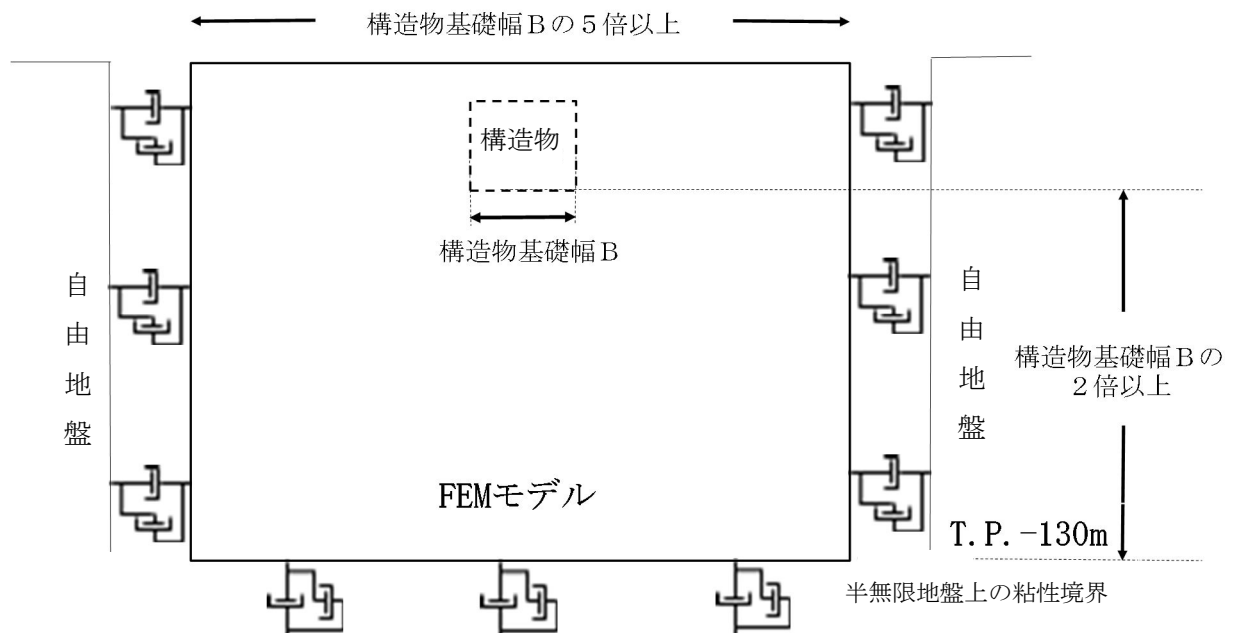 構造物基礎幅Bの5倍以上
構造物
構造物基礎幅B
自由地盤
自由地盤
構造物基礎幅Bの
2倍以上
FEMモデル
T.P.-130m
半無限地盤上の粘性境界